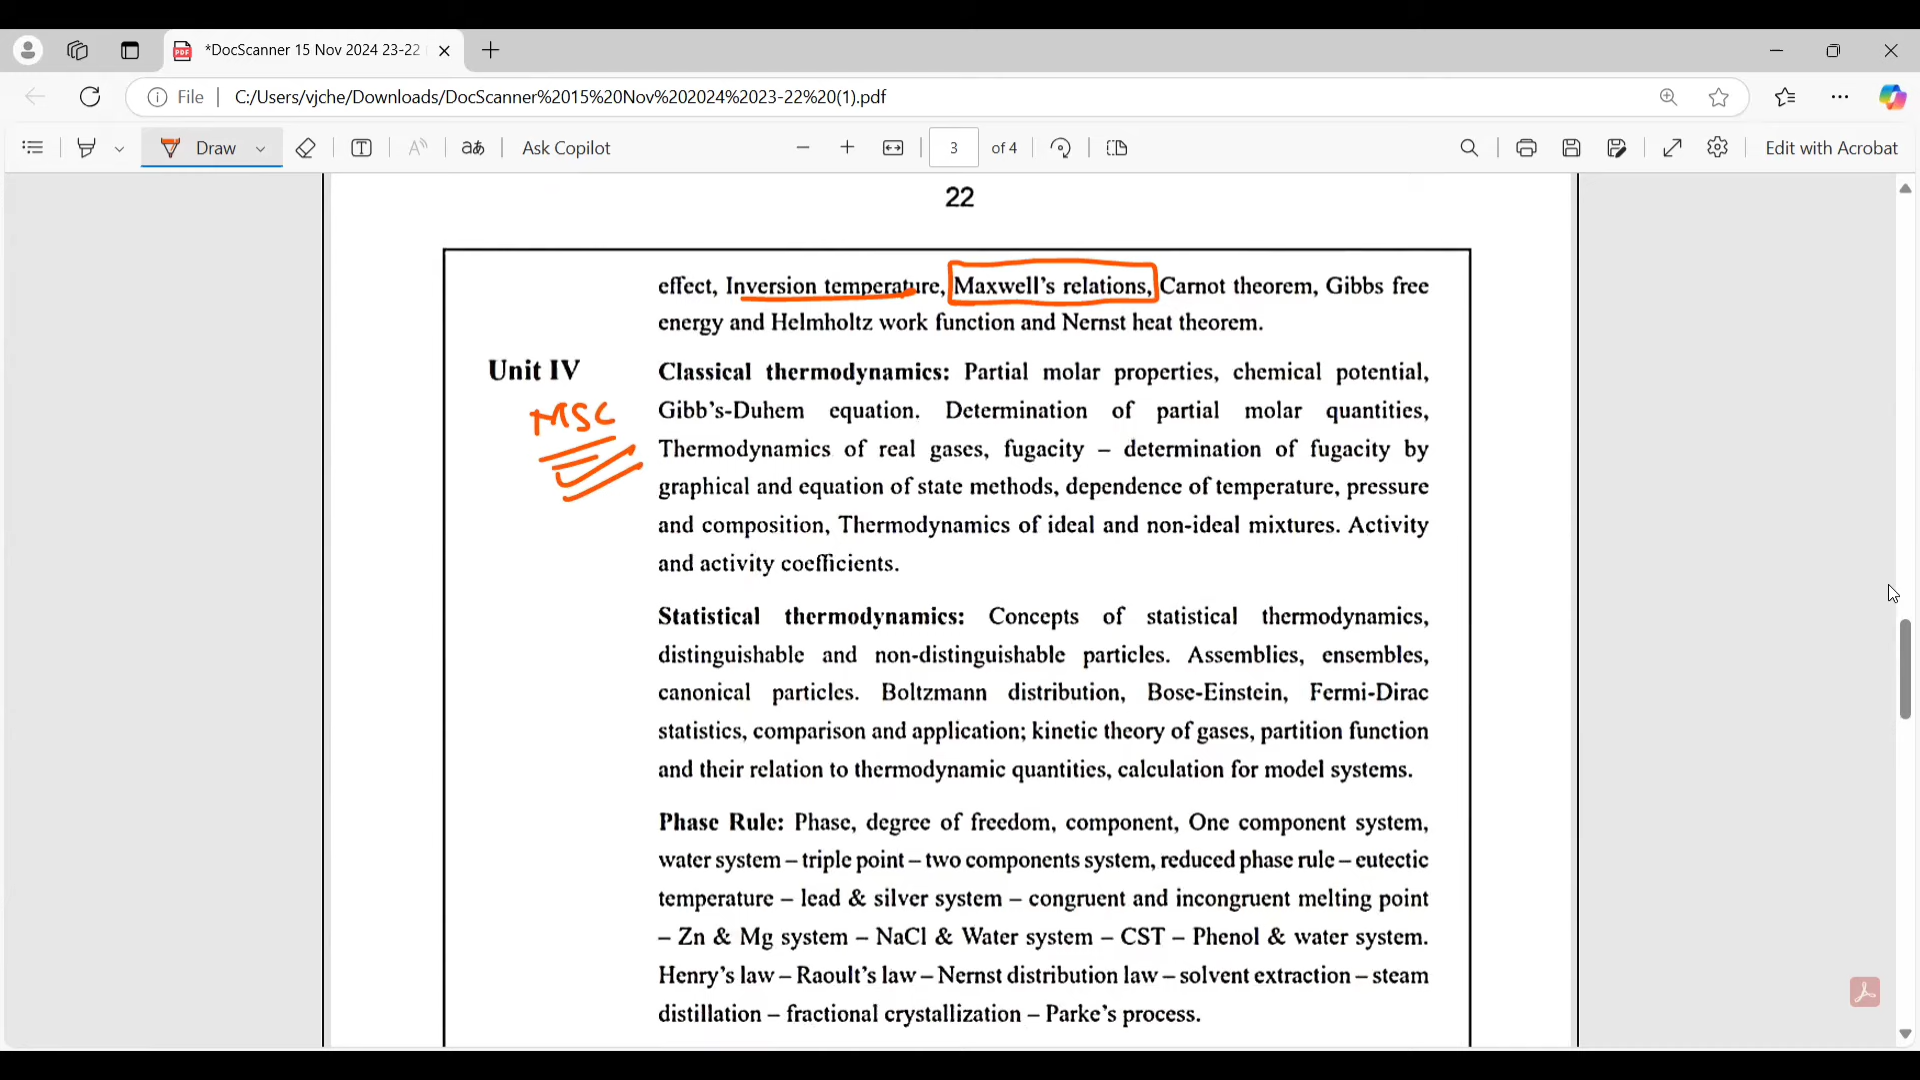 *DocScanner 15 Nov 2024 23-22
File
C:/Users/vjche/Downloads/DocScanner%2015%20Nov%202024%2023-22%20(1).pdf
Draw
aあ
Ask Copilot
3 of 4
Edit with Acrobat
22
effect, Inversion temperature, Maxwell's relations, Carnot theorem, Gibbs free
energy and Helmholtz work function and Nernst heat theorem.
Unit IV
MSC
Classical thermodynamics: Partial molar properties, chemical potential,
Gibb's-Duhem equation. Determination of partial molar quantities,
Thermodynamics of real gases, fugacity – determination of fugacity by
graphical and equation of state methods, dependence of temperature, pressure
and composition, Thermodynamics of ideal and non-ideal mixtures. Activity
and activity coefficients.
Statistical thermodynamics: Concepts of statistical thermodynamics,
distinguishable and non-distinguishable particles. Assemblies, ensembles,
canonical particles. Boltzmann distribution, Bose-Einstein, Fermi-Dirac
statistics, comparison and application; kinetic theory of gases, partition function
and their relation to thermodynamic quantities, calculation for model systems.
Phase Rule: Phase, degree of freedom, component, One component system,
water system – triple point – two components system, reduced phase rule – eutectic
temperature – lead & silver system – congruent and incongruent melting point
– Zn & Mg system – NaCl & Water system – CST – Phenol & water system.
Henry's law – Raoult's law – Nernst distribution law – solvent extraction – steam
distillation – fractional crystallization – Parke's process.